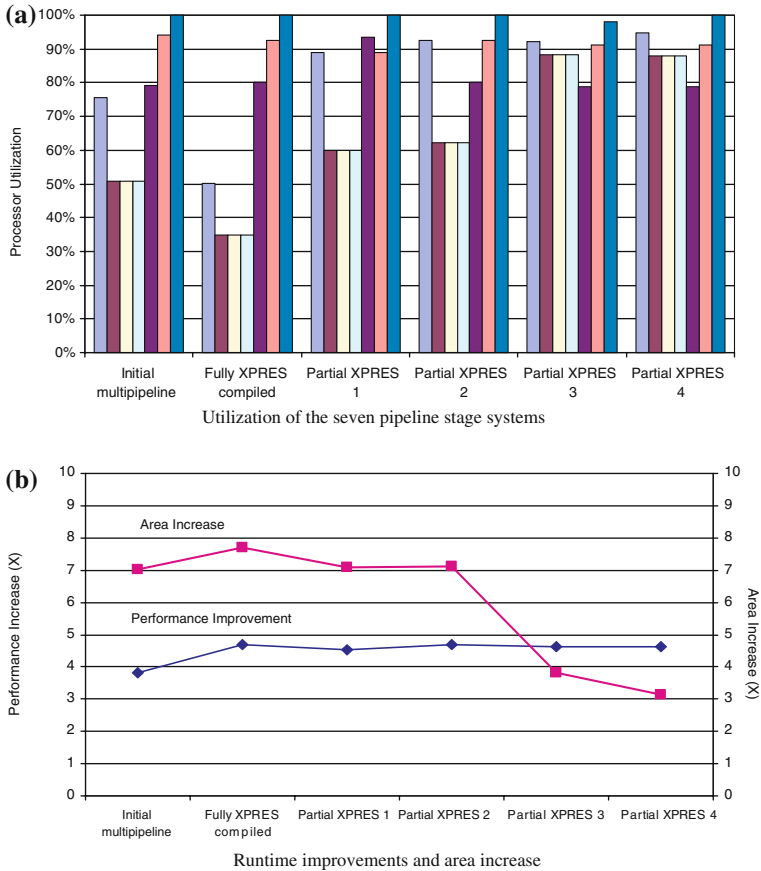 (a)
100%
90%
80%
70%
60%
50%
40%
30%
20%
10%
0%
Processor Utilization
Initial multipipeline
Fully XPRES compiled
Partial XPRES 1
Partial XPRES 2
Partial XPRES 3
Partial XPRES 4
Utilization of the seven pipeline stage systems
(b)
10
9
8
7
6
5
4
3
2
1
0
Performance Increase (X)
Area Increase
Performance Improvement
10
9
8
7
6
5
4
3
2
1
0
Area Increase (X)
Initial multipipeline
Fully XPRES compiled
Partial XPRES 1
Partial XPRES 2
Partial XPRES 3
Partial XPRES 4
Runtime improvements and area increase